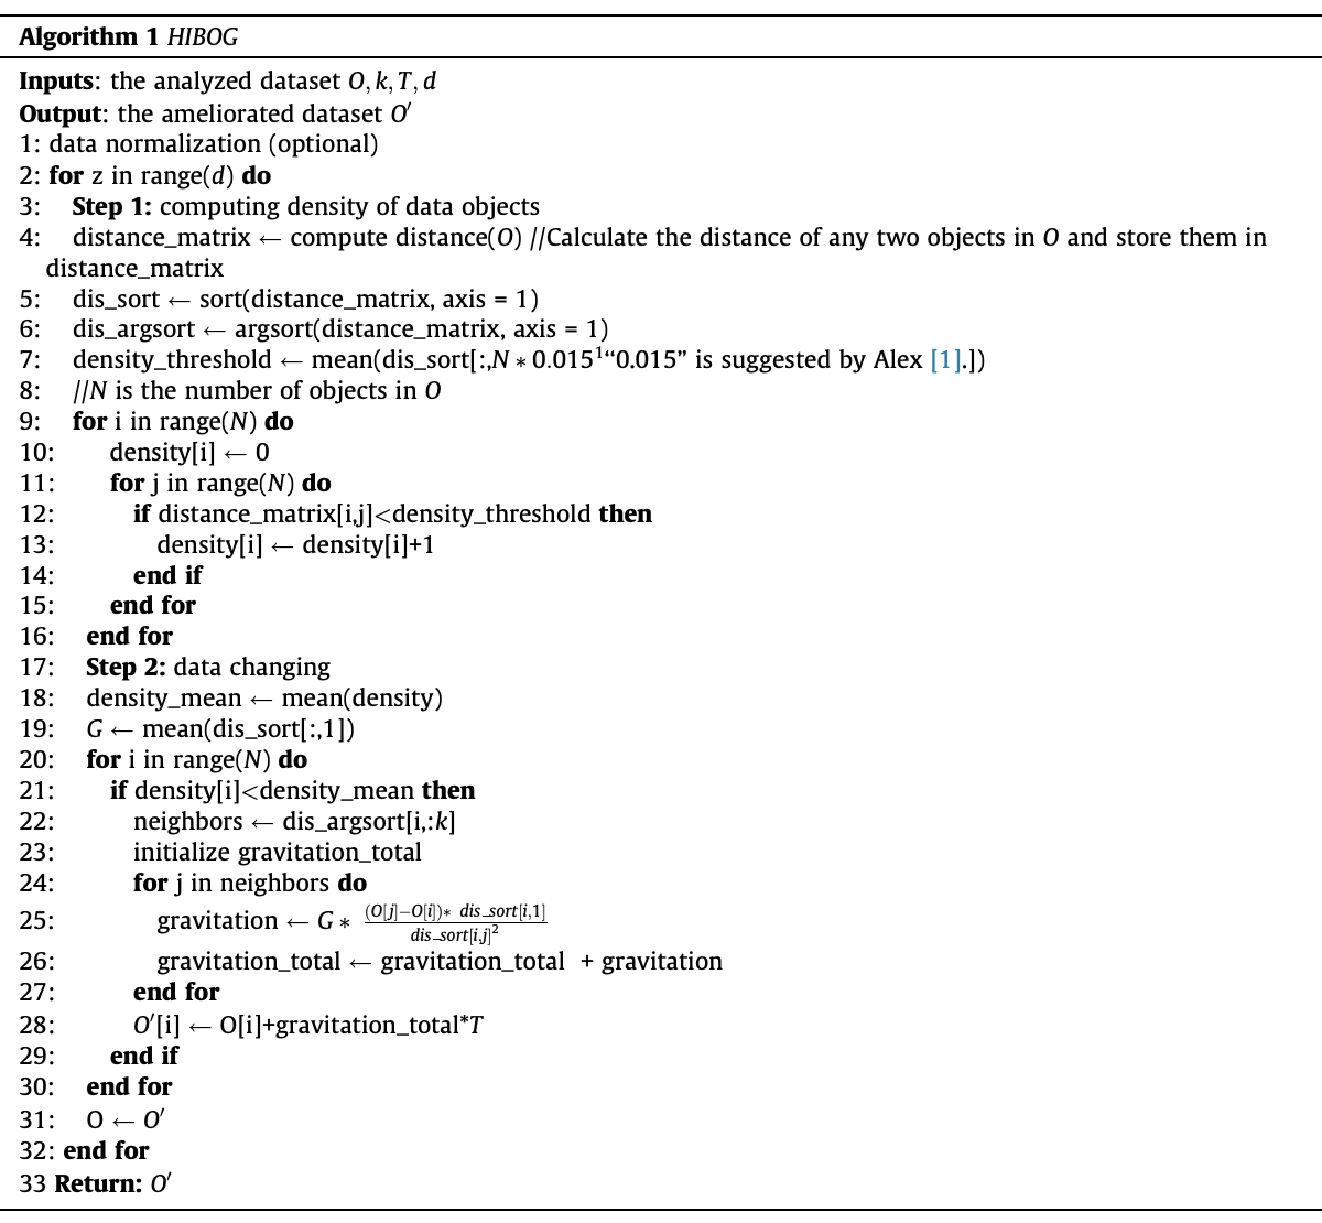 Algorithm 1 HIBOG
Inputs: the analyzed dataset O, k, T, d
Output: the ameliorated dataset O′
1: data normalization (optional)
2: for z in range(d) do
3: Step 1: computing density of data objects
4: distance_matrix ← compute distance(O) //Calculate the distance of any two objects in O and store them in
distance_matrix
5: dis_sort ← sort(distance_matrix, axis = 1)
6: dis_argsort ← argsort(distance_matrix, axis = 1)
7: density_threshold ← mean(dis_sort[:,N * 0.015¹“0.015” is suggested by Alex [1].])
8: //N is the number of objects in O
9: for i in range(N) do
10: density[i] ← 0
11: for j in range(N) do
12: if distance_matrix[i,j]<density_threshold then
13: density[i] ← density[i]+1
14: end if
15: end for
16: end for
17: Step 2: data changing
18: density_mean ← mean(density)
19: G ← mean(dis_sort[:,1])
20: for i in range(N) do
21: if density[i]<density_mean then
22: neighbors ← dis_argsort[i,:k]
23: initialize gravitation_total
24: for j in neighbors do
25: gravitation ← G * (O[j]−O[i])* dis_sort[i,1] / dis_sort[i,j]²
26: gravitation_total ← gravitation_total + gravitation
27: end for
28: O′[i] ← O[i]+gravitation_total*T
29: end if
30: end for
31: O ← O′
32: end for
33 Return: O′